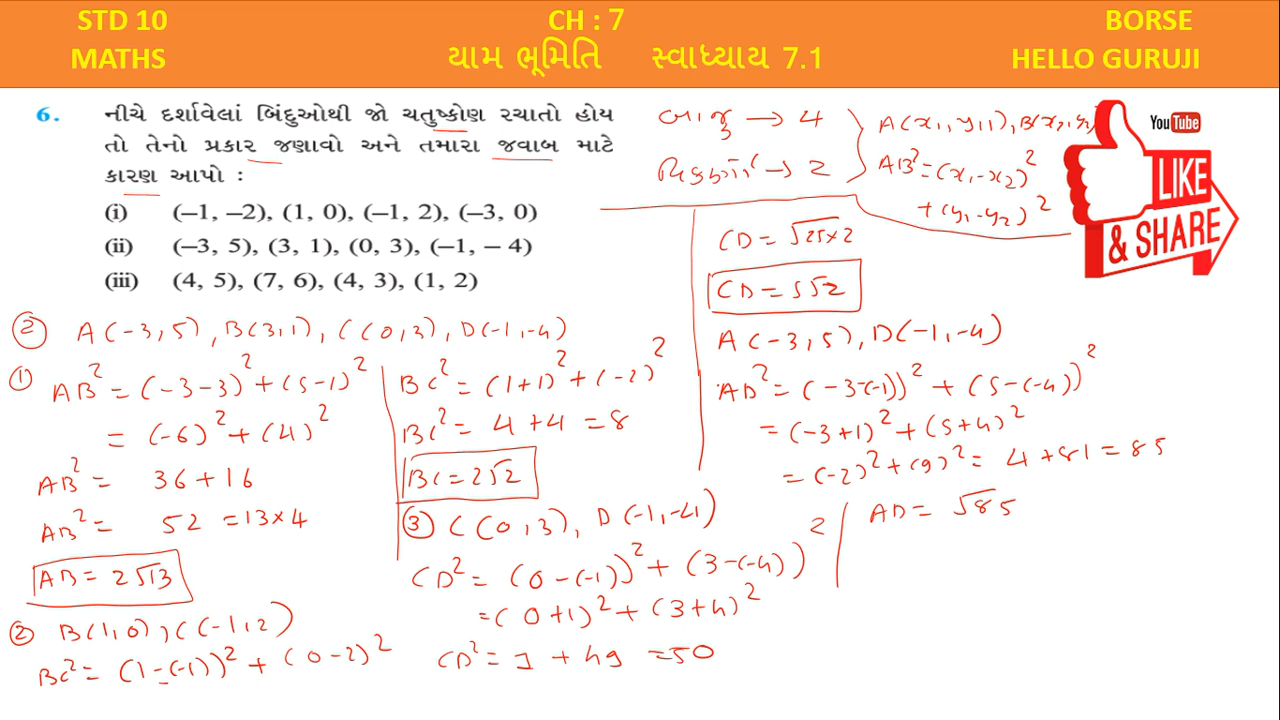 STD 10 CH : 7 BORSE
MATHS યામ ભૂમિતિ સ્વાધ્યાય 7.1 HELLO GURUJI
6. નીચે દર્શાવેલાં બિંદુઓથી જો ચતુષ્કોણ રચાતો હોય
તો તેનો પ્રકાર જણાવો અને તમારા જવાબ માટે
કારણ આપો :
(i) (–1, –2), (1, 0), (–1, 2), (–3, 0)
(ii) (–3, 5), (3, 1), (0, 3), (–1, – 4)
(iii) (4, 5), (7, 6), (4, 3), (1, 2)
બાજુ → 4
વિકર્ણ → 2
A(x₁, y₁), B(x₂, y₂)
AB² = (x₁-x₂)²
+ (y₁-y₂)²
YouTube
LIKE
& SHARE
② A(-3,5), B(3,1), C(0,3), D(-1,-4)
① AB² = (-3-3)² + (5-1)²
= (-6)² + (4)²
AB² = 36+16
AB² = 52 = 13×4
AB = 2√13
② B(1,0), C(-1,2)
BC² = (1-(-1))² + (0-2)²
BC² = (1+1)² + (-2)²
BC² = 4+4 = 8
BC = 2√2
③ C(0,3), D(-1,-4)
CD² = (0-(-1))² + (3-(-4))²
= (0+1)² + (3+4)²
CD² = 1 + 49 = 50
CD = √25×2
CD = 5√2
A(-3,5), D(-1,-4)
AD² = (-3-(-1))² + (5-(-4))²
= (-3+1)² + (5+4)²
= (-2)² + (9)² = 4+81 = 85
AD = √85